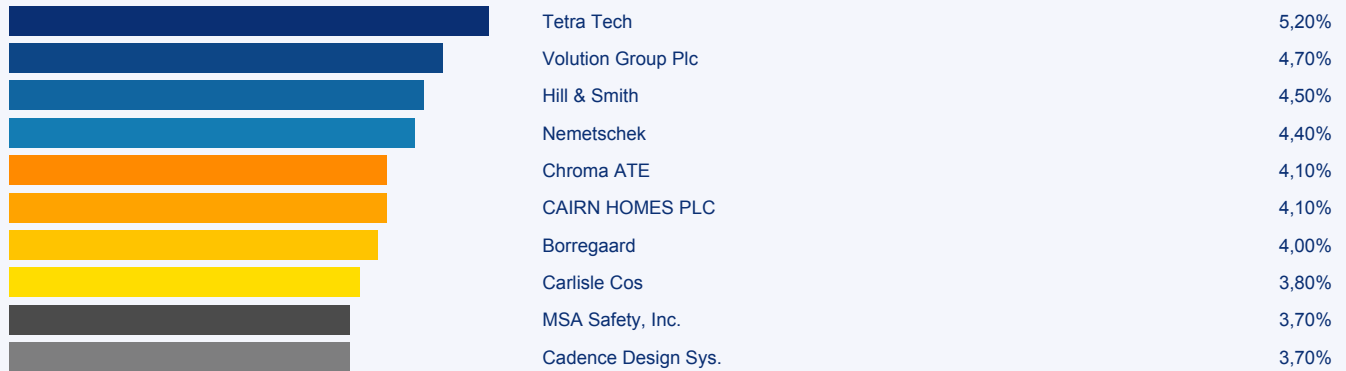 Tetra Tech 5,20%
Volution Group Plc 4,70%
Hill & Smith 4,50%
Nemetschek 4,40%
Chroma ATE 4,10%
CAIRN HOMES PLC 4,10%
Borregaard 4,00%
Carlisle Cos 3,80%
MSA Safety, Inc. 3,70%
Cadence Design Sys. 3,70%